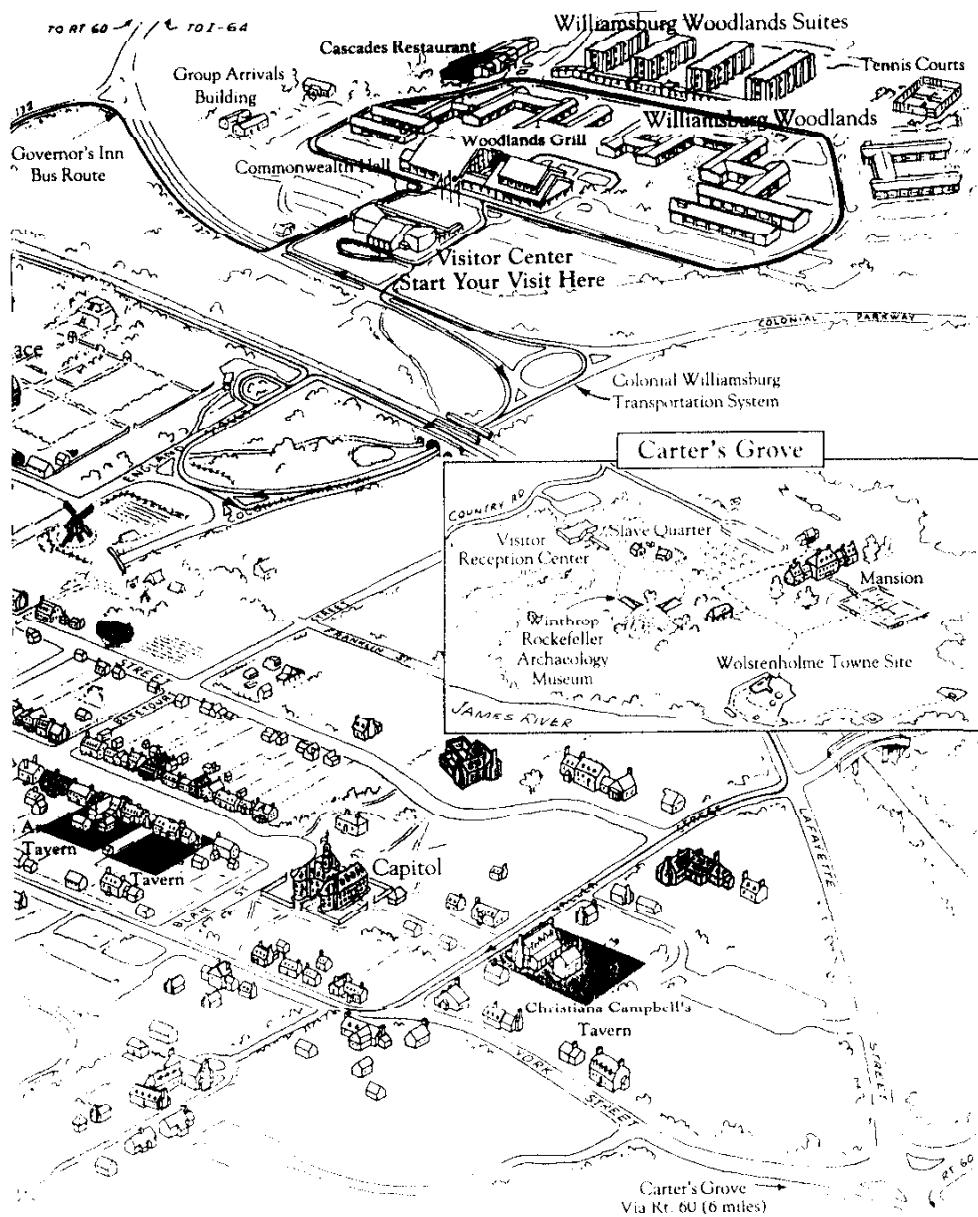 TO RT 60
TO I-64
Williamsburg Woodlands Suites
Cascades Restaurant
Group Arrivals
Building
Tennis Courts
Williamsburg Woodlands
Woodlands Grill
Governor's Inn
Bus Route
Commonwealth Hall
Visitor Center
Start Your Visit Here
COLONIAL PARKWAY
ace
Colonial Williamsburg
Transportation System
Carter's Grove
COUNTRY RD
Visitor
Reception Center
Slave Quarter
Mansion
Winthrop
Rockefeller
Archaeology
Museum
Wolstenholme Towne Site
JAMES RIVER
STREET
FRANKLIN ST
STREET
BOTETOURT
LAFAYETTE
STREET
A
Tavern
Tavern
Capitol
Christiana Campbell's
Tavern
YORK
STREET
RT 60
Carter's Grove
Via Rt. 60 (6 miles)